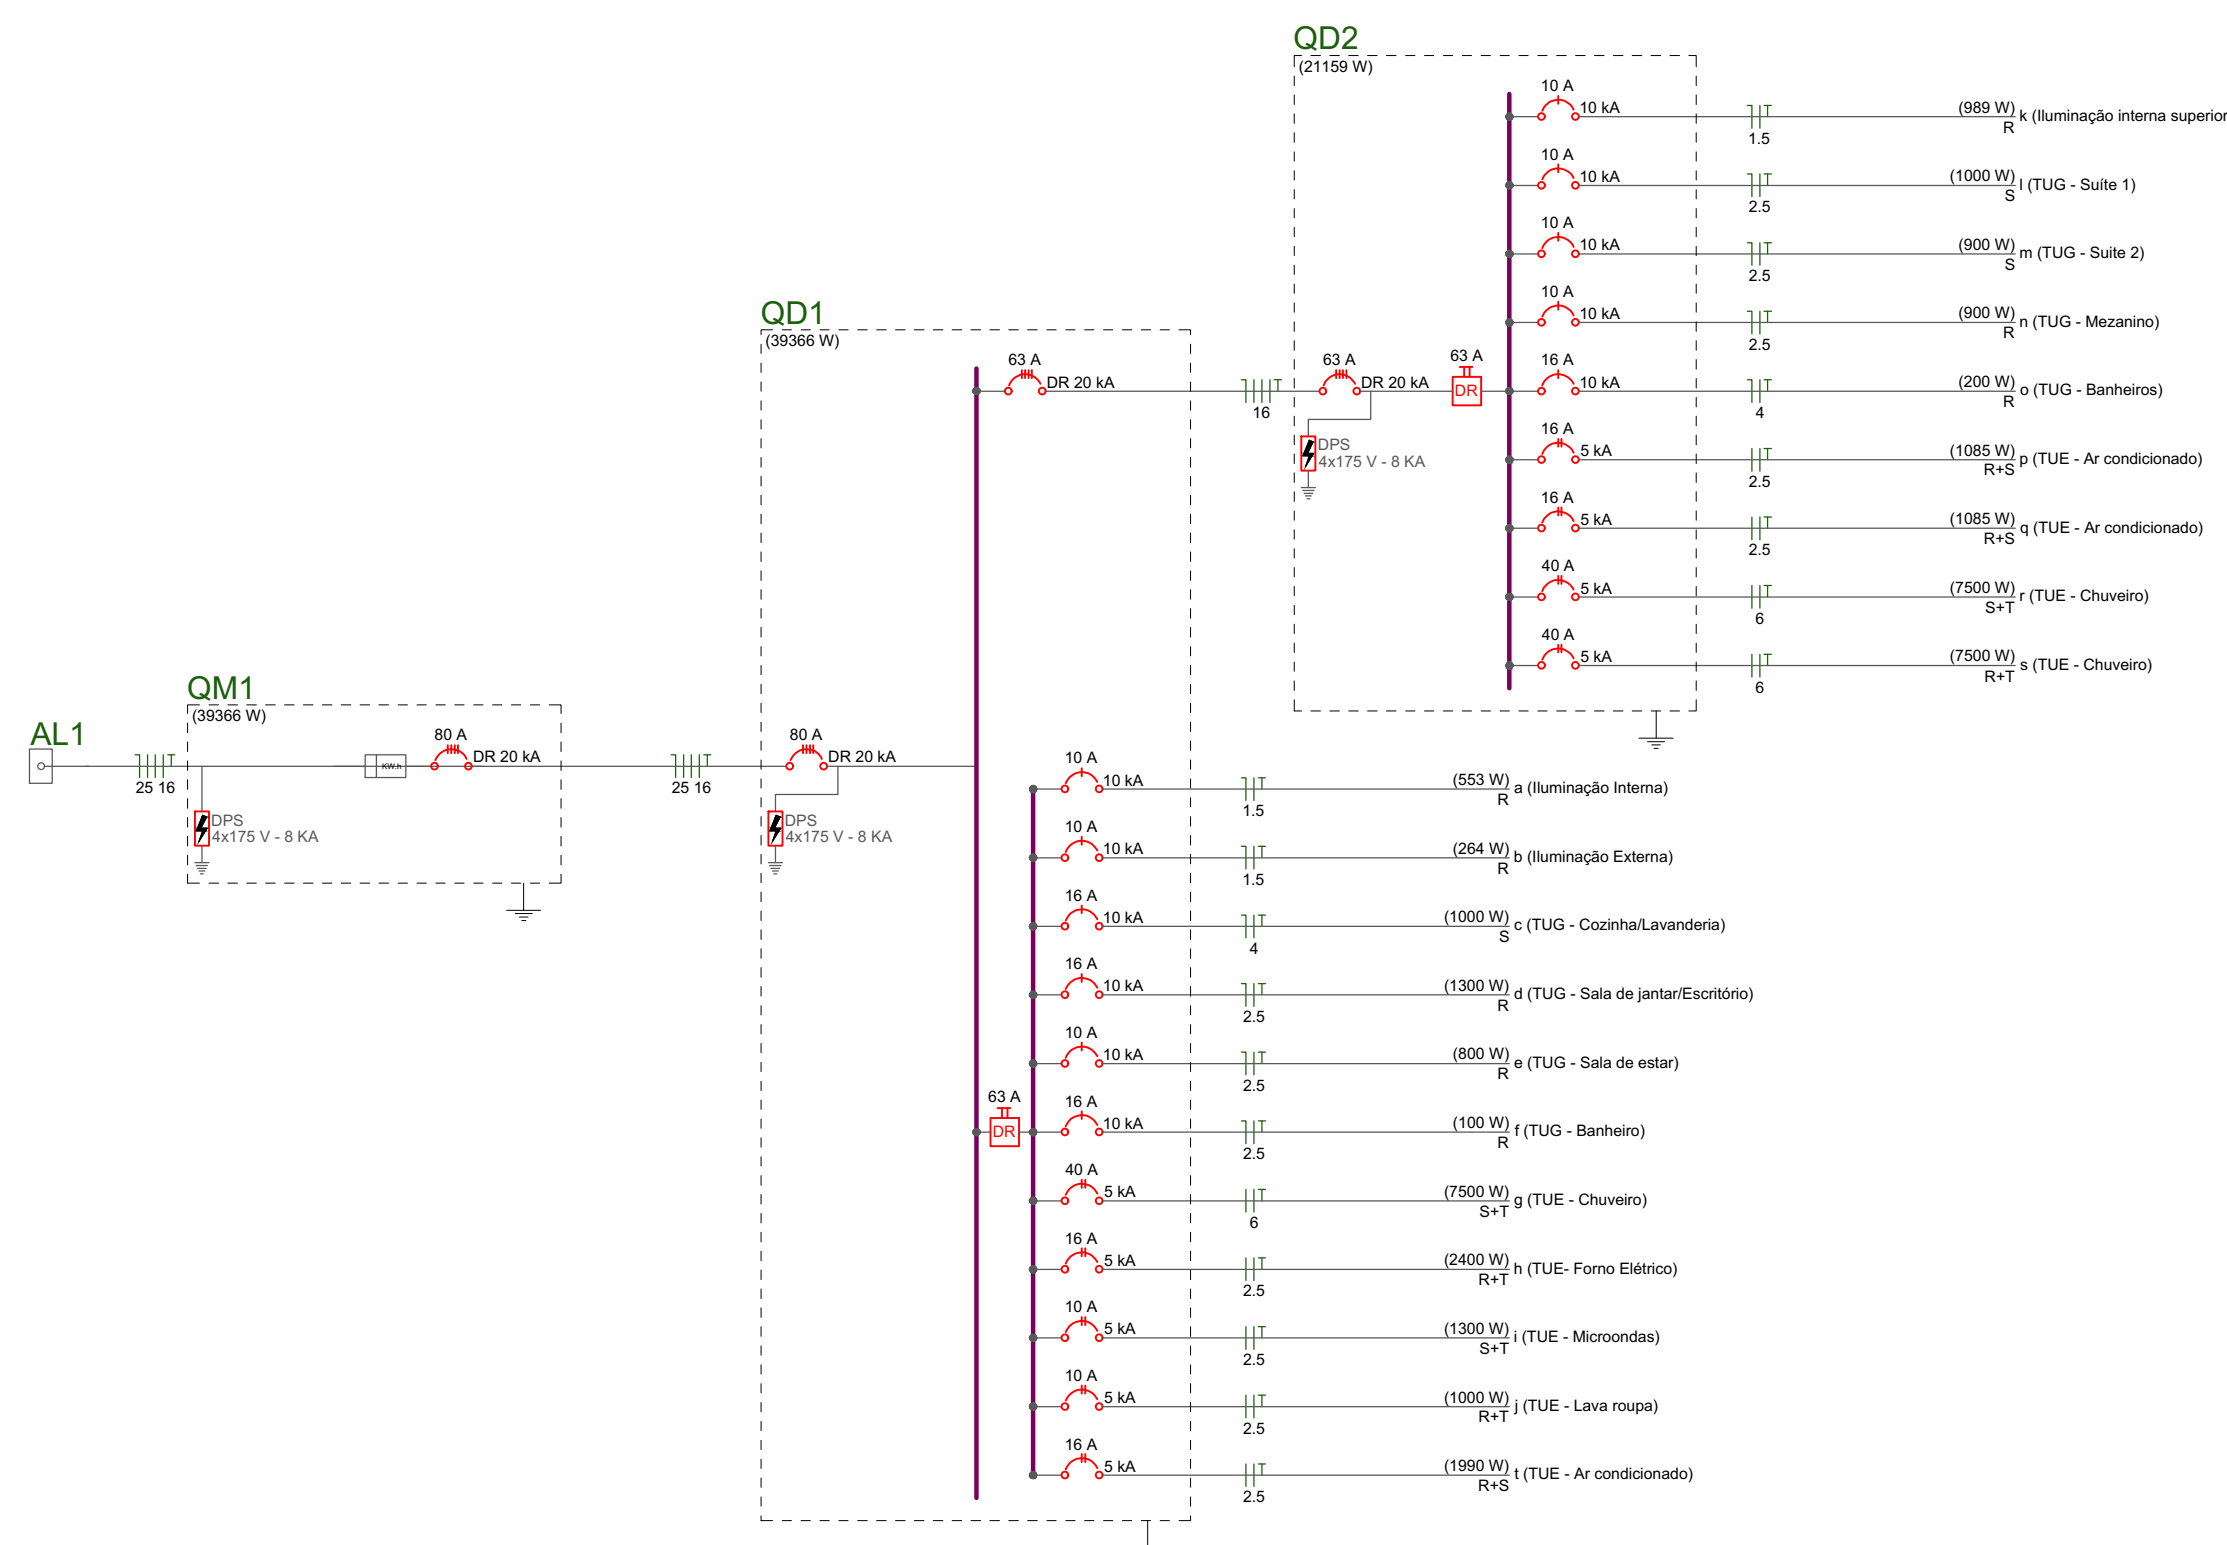 QD2
(21159 W)
10 A
10 kA
1.5
(989 W)
R
k (Iluminação interna superior
10 A
10 kA
2.5
(1000 W)
S
l (TUG - Suíte 1)
10 A
10 kA
2.5
(900 W)
S
m (TUG - Suite 2)
10 A
10 kA
2.5
(900 W)
R
n (TUG - Mezanino)
16 A
10 kA
4
(200 W)
R
o (TUG - Banheiros)
16 A
5 kA
2.5
(1085 W)
R+S
p (TUE - Ar condicionado)
16 A
5 kA
2.5
(1085 W)
R+S
q (TUE - Ar condicionado)
40 A
5 kA
6
(7500 W)
S+T
r (TUE - Chuveiro)
40 A
5 kA
6
(7500 W)
R+T
s (TUE - Chuveiro)
63 A
DR 20 kA
63 A
DR
DPS
4x175 V - 8 KA
QD1
(39366 W)
63 A
DR 20 kA
16
80 A
DR 20 kA
DPS
4x175 V - 8 KA
63 A
DR
QM1
(39366 W)
AL1
25 16
KW.h
80 A
DR 20 kA
25 16
DPS
4x175 V - 8 KA
10 A
10 kA
1.5
(553 W)
R
a (Iluminação Interna)
10 A
10 kA
1.5
(264 W)
R
b (Iluminação Externa)
16 A
10 kA
4
(1000 W)
S
c (TUG - Cozinha/Lavanderia)
16 A
10 kA
2.5
(1300 W)
R
d (TUG - Sala de jantar/Escritório)
10 A
10 kA
2.5
(800 W)
R
e (TUG - Sala de estar)
16 A
10 kA
2.5
(100 W)
R
f (TUG - Banheiro)
40 A
5 kA
6
(7500 W)
S+T
g (TUE - Chuveiro)
16 A
5 kA
2.5
(2400 W)
R+T
h (TUE- Forno Elétrico)
10 A
5 kA
2.5
(1300 W)
S+T
i (TUE - Microondas)
10 A
5 kA
2.5
(1000 W)
R+T
j (TUE - Lava roupa)
16 A
5 kA
2.5
(1990 W)
R+S
t (TUE - Ar condicionado)